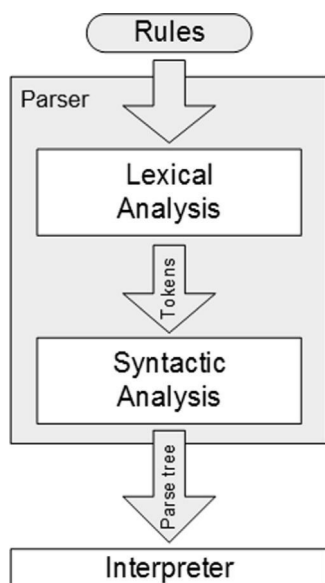 Rules
Parser
Lexical
Analysis
Tokens
Syntactic
Analysis
Parse tree
Interpreter